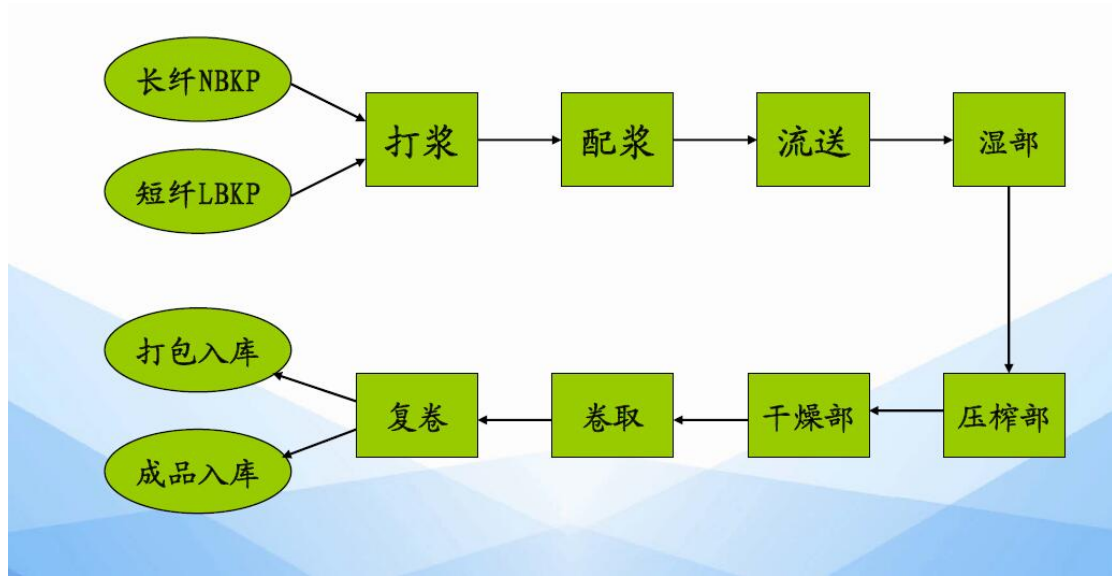 长纤NBKP
短纤LBKP
打浆
配浆
流送
湿部
压榨部
干燥部
卷取
复卷
打包入库
成品入库